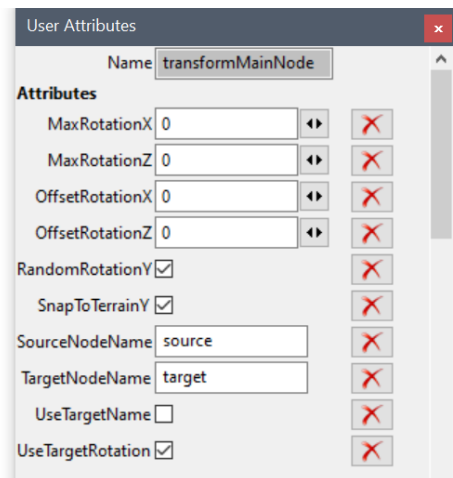 User Attributes
Name transformMainNode
Attributes
MaxRotationX 0
MaxRotationZ 0
OffsetRotationX 0
OffsetRotationZ 0
RandomRotationY
SnapToTerrainY
SourceNodeName source
TargetNodeName target
UseTargetName
UseTargetRotation